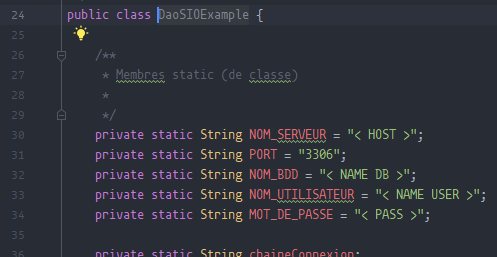 24 public class DaoSIOExample {
25
26 /**
27 * Membres static (de classe)
28 *
29 */
30 private static String NOM_SERVEUR = "< HOST >";
31 private static String PORT = "3306";
32 private static String NOM_BDD = "< NAME DB >";
33 private static String NOM_UTILISATEUR = "< NAME USER >";
34 private static String MOT_DE_PASSE = "< PASS >";
35
36 private static String chaineConnexion;